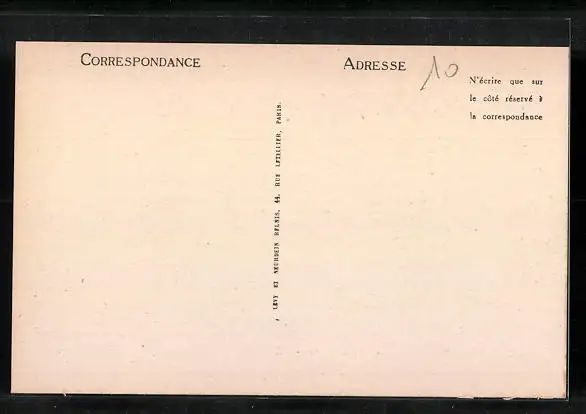 CORRESPONDANCE
ADRESSE
10
N'écrire que sur
le côté réservé à
la correspondance
LEVY ET NEURDEIN RÉUNIS, 44, RUE LETELLIER, PARIS.